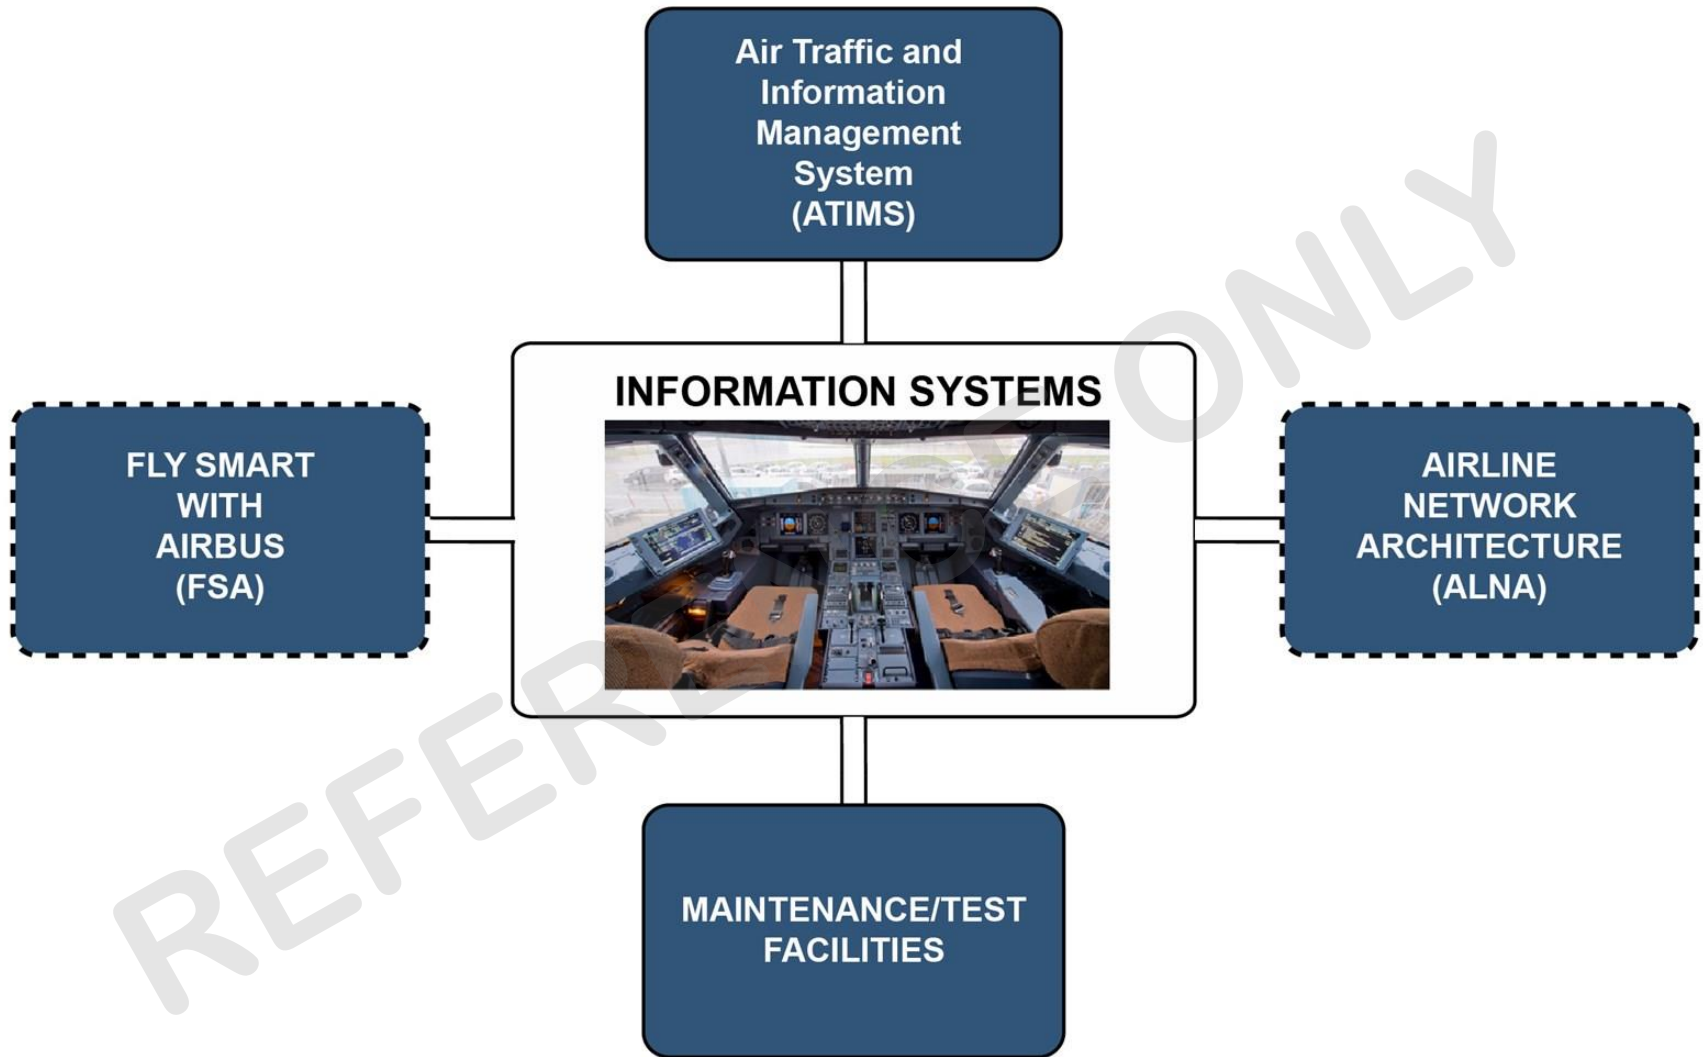 Air Traffic and
Information
Management
System
(ATIMS)
INFORMATION SYSTEMS
FLY SMART
WITH
AIRBUS
(FSA)
AIRLINE
NETWORK
ARCHITECTURE
(ALNA)
MAINTENANCE/TEST
FACILITIES